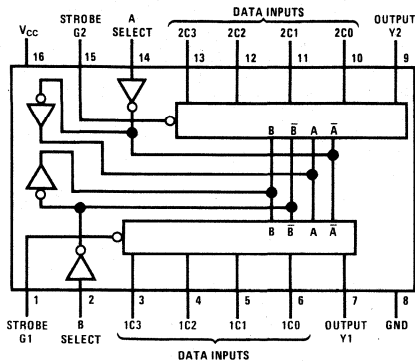 DATA INPUTS
STROBE A OUTPUT
VCC G2 SELECT 2C3 2C2 2C1 2C0 Y2
16 15 14 13 12 11 10 9
B B̅ A A̅
B B̅ A A̅
1 2 3 4 5 6 7 8
STROBE B 1C3 1C2 1C1 1C0 OUTPUT GND
G1 SELECT Y1
DATA INPUTS